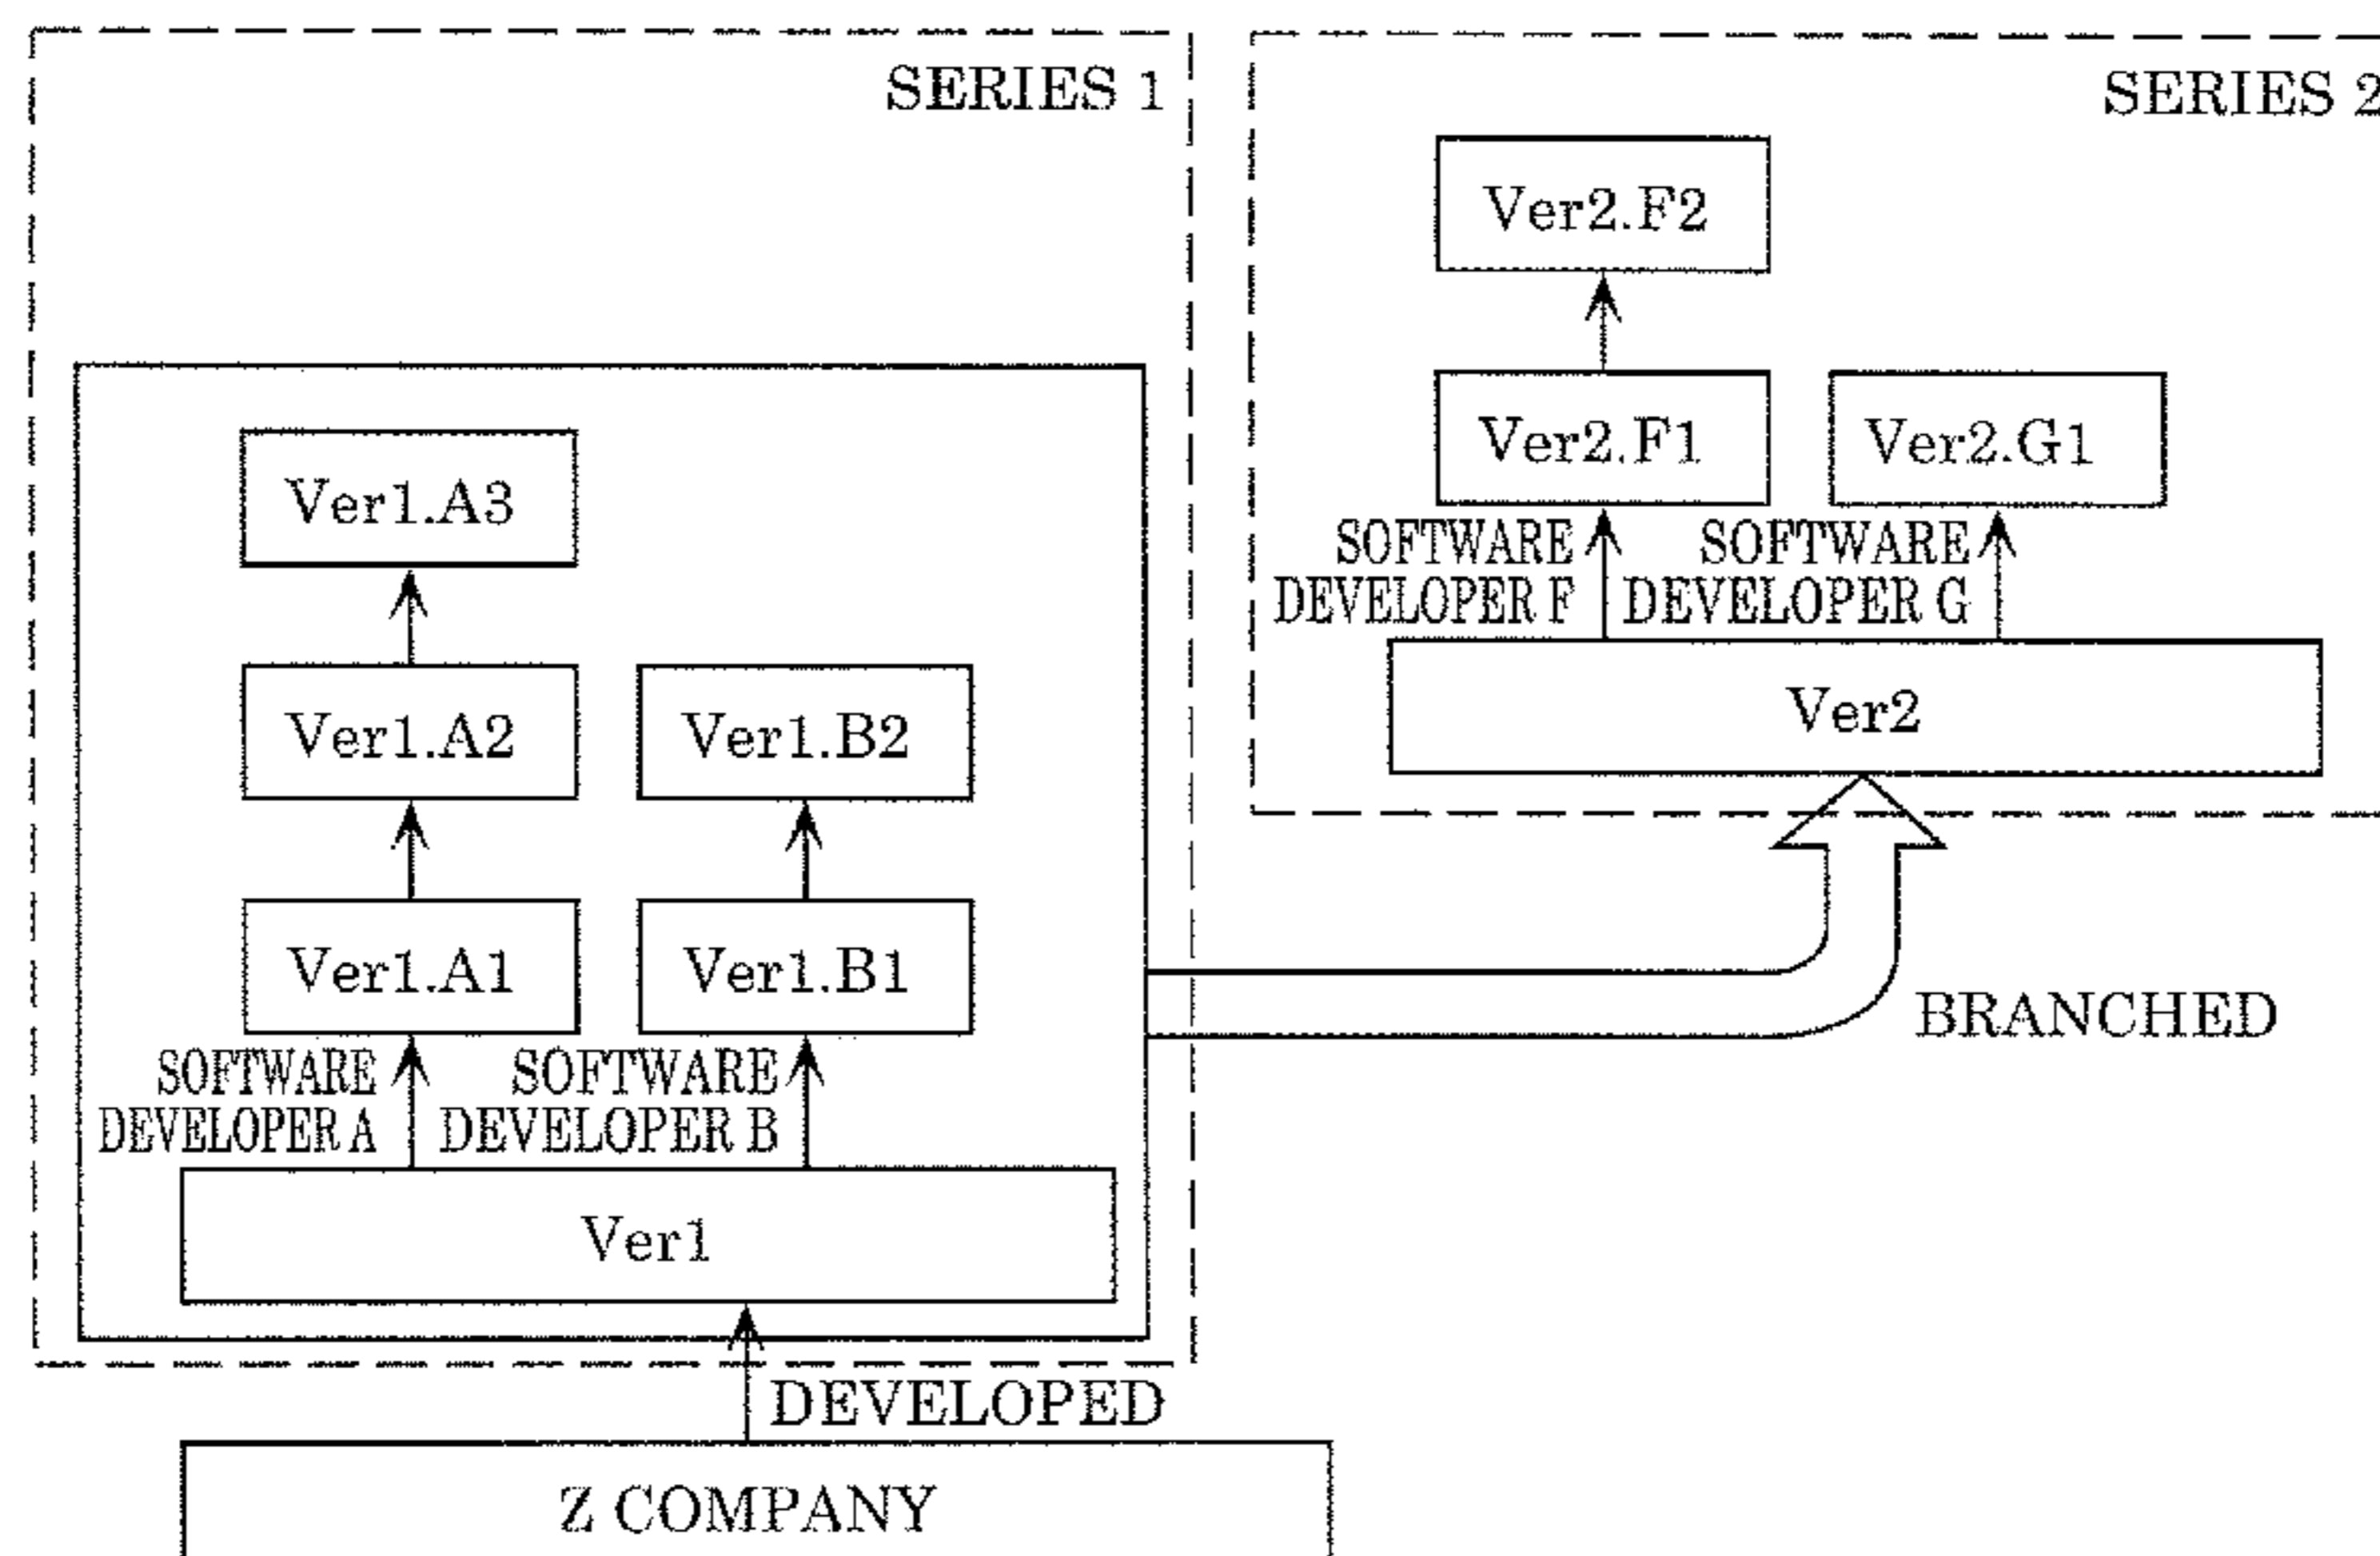 SERIES 1
SERIES 2
Ver2.F2
Ver2.F1
Ver2.G1
SOFTWARE
DEVELOPER F
SOFTWARE
DEVELOPER G
Ver2
Ver1.A3
Ver1.A2
Ver1.B2
Ver1.A1
Ver1.B1
SOFTWARE
DEVELOPER A
SOFTWARE
DEVELOPER B
BRANCHED
Ver1
DEVELOPED
Z COMPANY